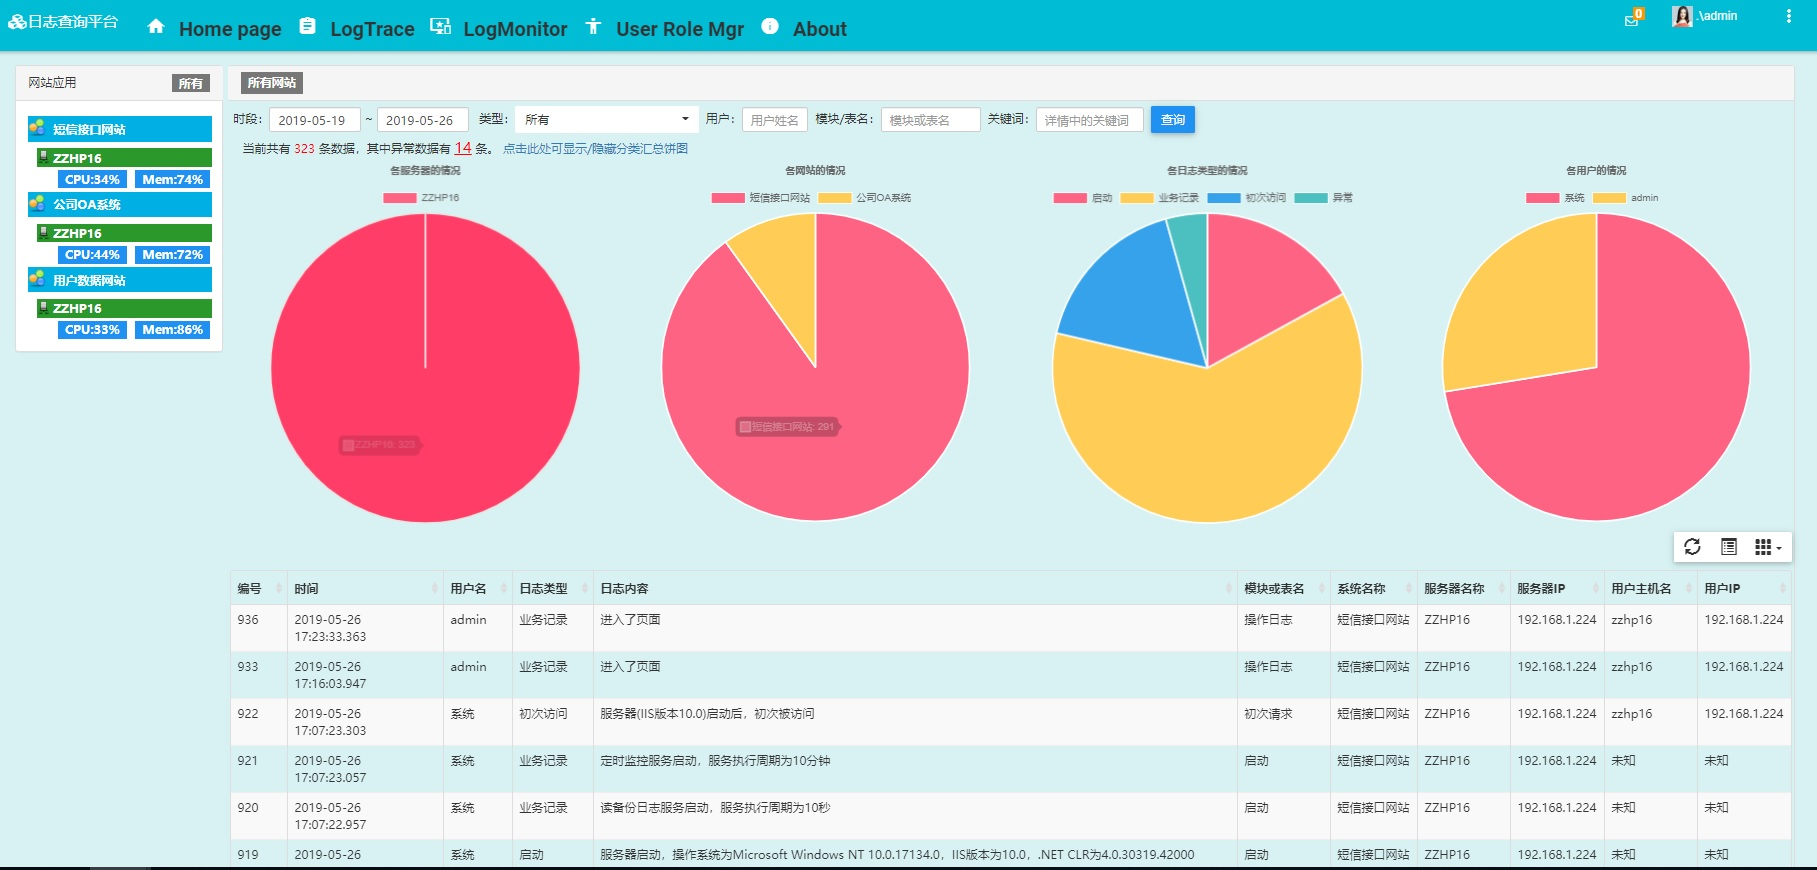 日志查询平台 Home page LogTrace LogMonitor User Role Mgr About 0 .\admin
网站应用 所有
短信接口网站
ZZHP16
CPU:34% Mem:74%
公司OA系统
ZZHP16
CPU:44% Mem:72%
用户数据网站
ZZHP16
CPU:33% Mem:86%
所有网站
时段： 2019-05-19 ~ 2019-05-26 类型： 所有 用户： 用户姓名 模块/表名： 模块或表名 关键词： 详情中的关键词 查询
当前共有 323 条数据，其中异常数据有 14 条。 点击此处可显示/隐藏分类汇总饼图
各服务器的情况
ZZHP16
ZZHP16: 323
各网站的情况
短信接口网站 公司OA系统
短信接口网站: 291
各日志类型的情况
启动 业务记录 初次访问 异常
各用户的情况
系统 admin
编号 时间 用户名 日志类型 日志内容 模块或表名 系统名称 服务器名称 服务器IP 用户主机名 用户IP
936 2019-05-26 17:23:33.363 admin 业务记录 进入了页面 操作日志 短信接口网站 ZZHP16 192.168.1.224 zzhp16 192.168.1.224
933 2019-05-26 17:16:03.947 admin 业务记录 进入了页面 操作日志 短信接口网站 ZZHP16 192.168.1.224 zzhp16 192.168.1.224
922 2019-05-26 17:07:23.303 系统 初次访问 服务器(IIS版本10.0)启动后，初次被访问 初次请求 短信接口网站 ZZHP16 192.168.1.224 zzhp16 192.168.1.224
921 2019-05-26 17:07:23.057 系统 业务记录 定时监控服务启动，服务执行周期为10分钟 启动 短信接口网站 ZZHP16 192.168.1.224 未知 未知
920 2019-05-26 17:07:22.957 系统 业务记录 读备份日志服务启动，服务执行周期为10秒 启动 短信接口网站 ZZHP16 192.168.1.224 未知 未知
919 2019-05-26 系统 启动 服务器启动，操作系统为Microsoft Windows NT 10.0.17134.0，IIS版本为10.0，.NET CLR为4.0.30319.42000 启动 短信接口网站 ZZHP16 192.168.1.224 未知 未知